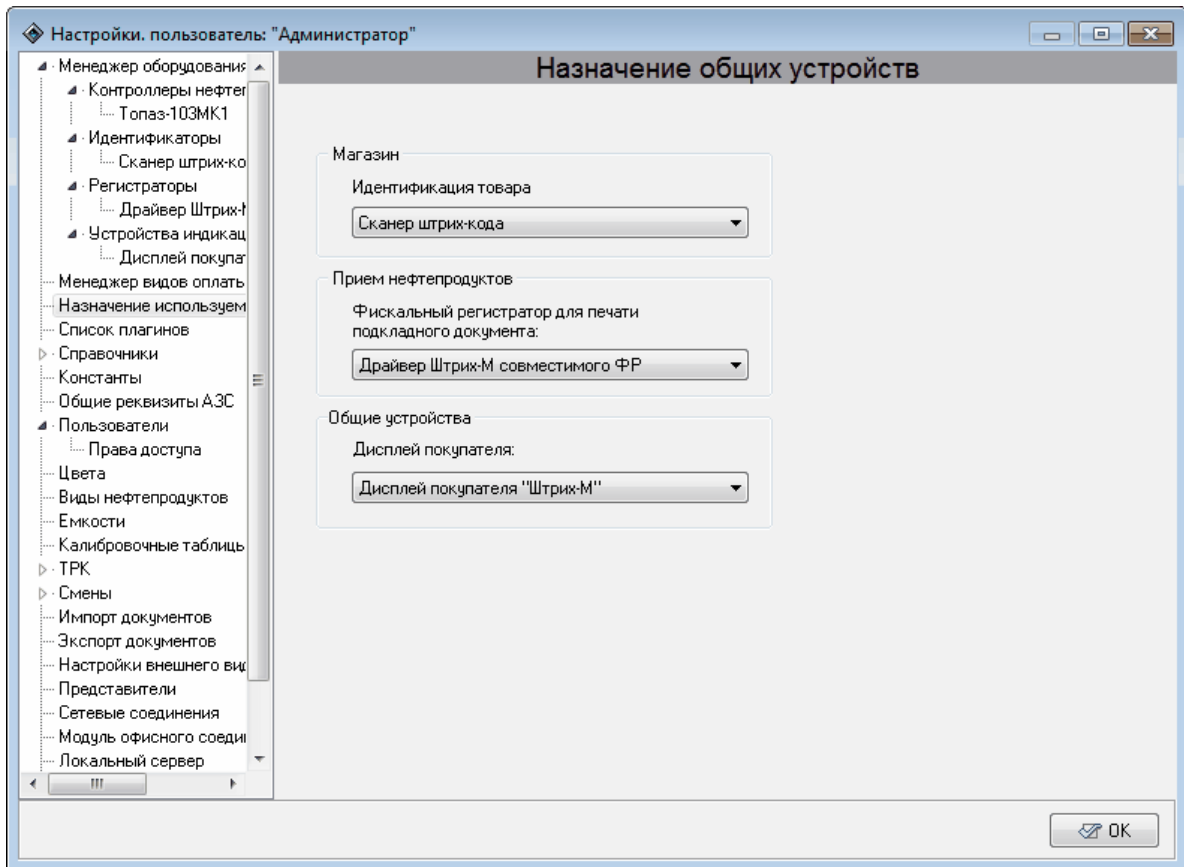 Настройки. пользователь: "Администратор"
Менеджер оборудования
Контроллеры нефтег
Топаз-103МК1
Идентификаторы
Сканер штрих-ко
Регистраторы
Драйвер Штрих-М
Устройства индикац
Дисплей покупат
Менеджер видов оплать
Назначение используем
Список плагинов
Справочники
Константы
Общие реквизиты АЗС
Пользователи
Права доступа
Цвета
Виды нефтепродуктов
Емкости
Калибровочные таблиць
ТРК
Смены
Импорт документов
Экспорт документов
Настройки внешнего вид
Представители
Сетевые соединения
Модуль офисного соеди
Локальный сервер
Назначение общих устройств
Магазин
Идентификация товара
Сканер штрих-кода
Прием нефтепродуктов
Фискальный регистратор для печати
подкладного документа:
Драйвер Штрих-М совместимого ФР
Общие устройства
Дисплей покупателя:
Дисплей покупателя "Штрих-М"
OK